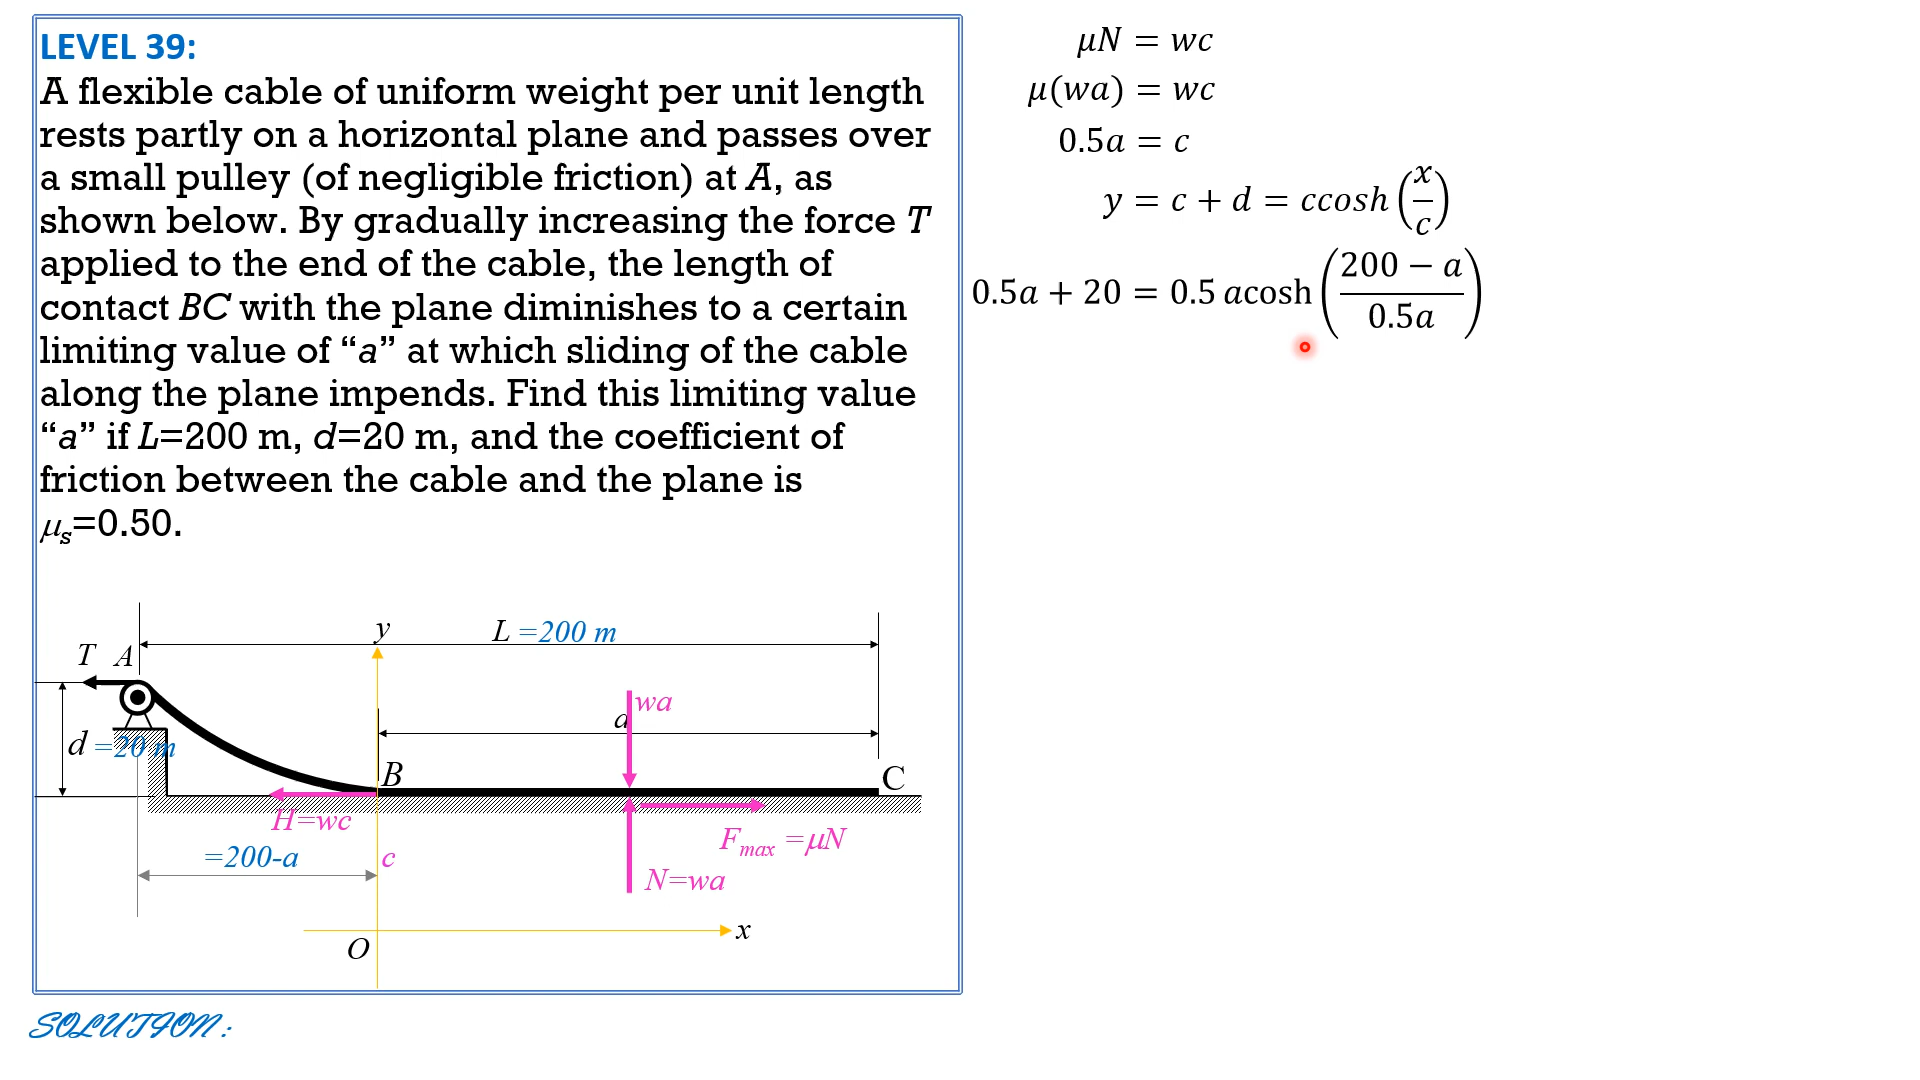 LEVEL 39:
A flexible cable of uniform weight per unit length
rests partly on a horizontal plane and passes over
a small pulley (of negligible friction) at A, as
shown below. By gradually increasing the force T
applied to the end of the cable, the length of
contact BC with the plane diminishes to a certain
limiting value of “a” at which sliding of the cable
along the plane impends. Find this limiting value
“a” if L=200 m, d=20 m, and the coefficient of
friction between the cable and the plane is
μₛ=0.50.
y
L =200 m
T A
wa
a
d =20 m
B
C
H=wc
F_max =μN
=200-a
c
N=wa
x
O
SOLUTION:
μN = wc
μ(wa) = wc
0.5a = c
y = c + d = ccosh(x/c)
0.5a + 20 = 0.5 acosh((200 − a)/0.5a)